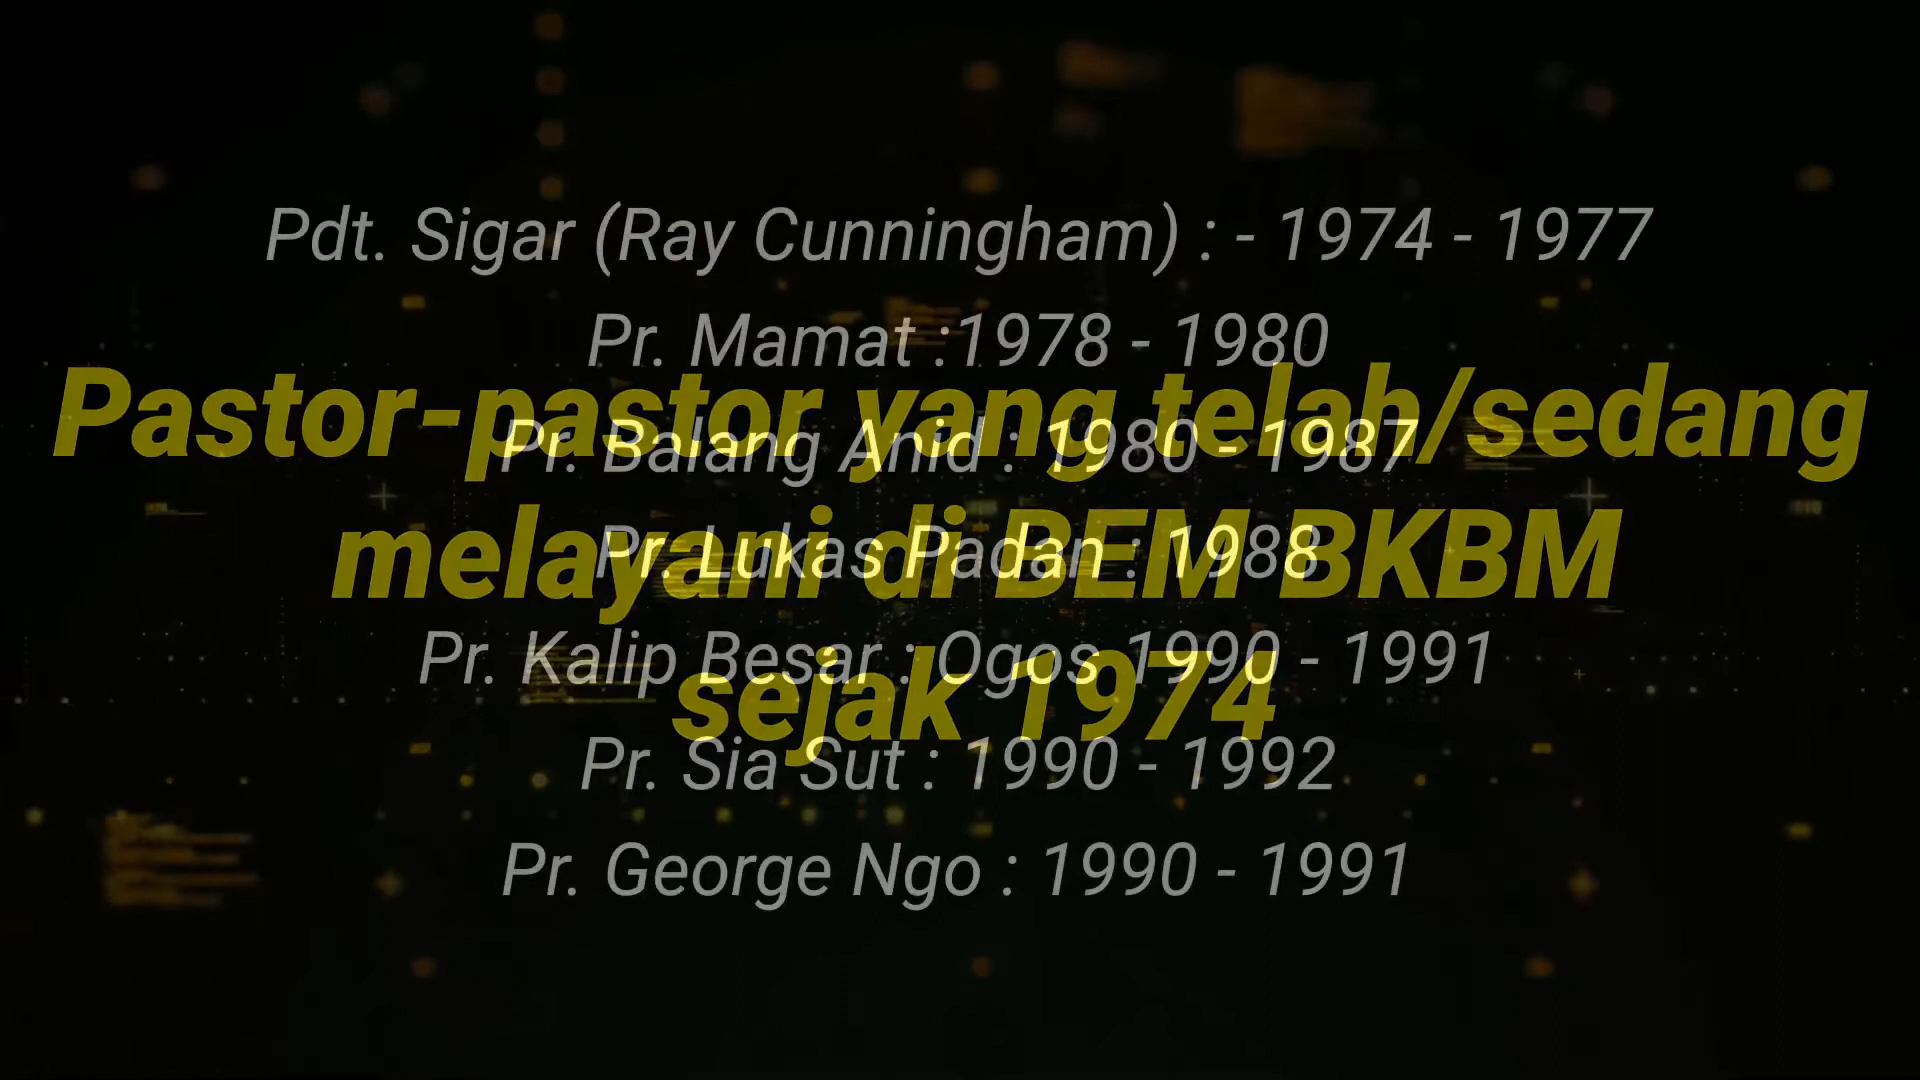 Pdt. Sigar (Ray Cunningham) : - 1974 - 1977
Pr. Mamat :1978 - 1980
Pastor-pastor yang telah/sedang
Pr. Balang Anid : 1980 - 1987
melayani di BEM BKBM
Pr. Lukas Padan : 1988
Pr. Kalip Besar : Ogos 1990 - 1991
sejak 1974
Pr. Sia Sut : 1990 - 1992
Pr. George Ngo : 1990 - 1991